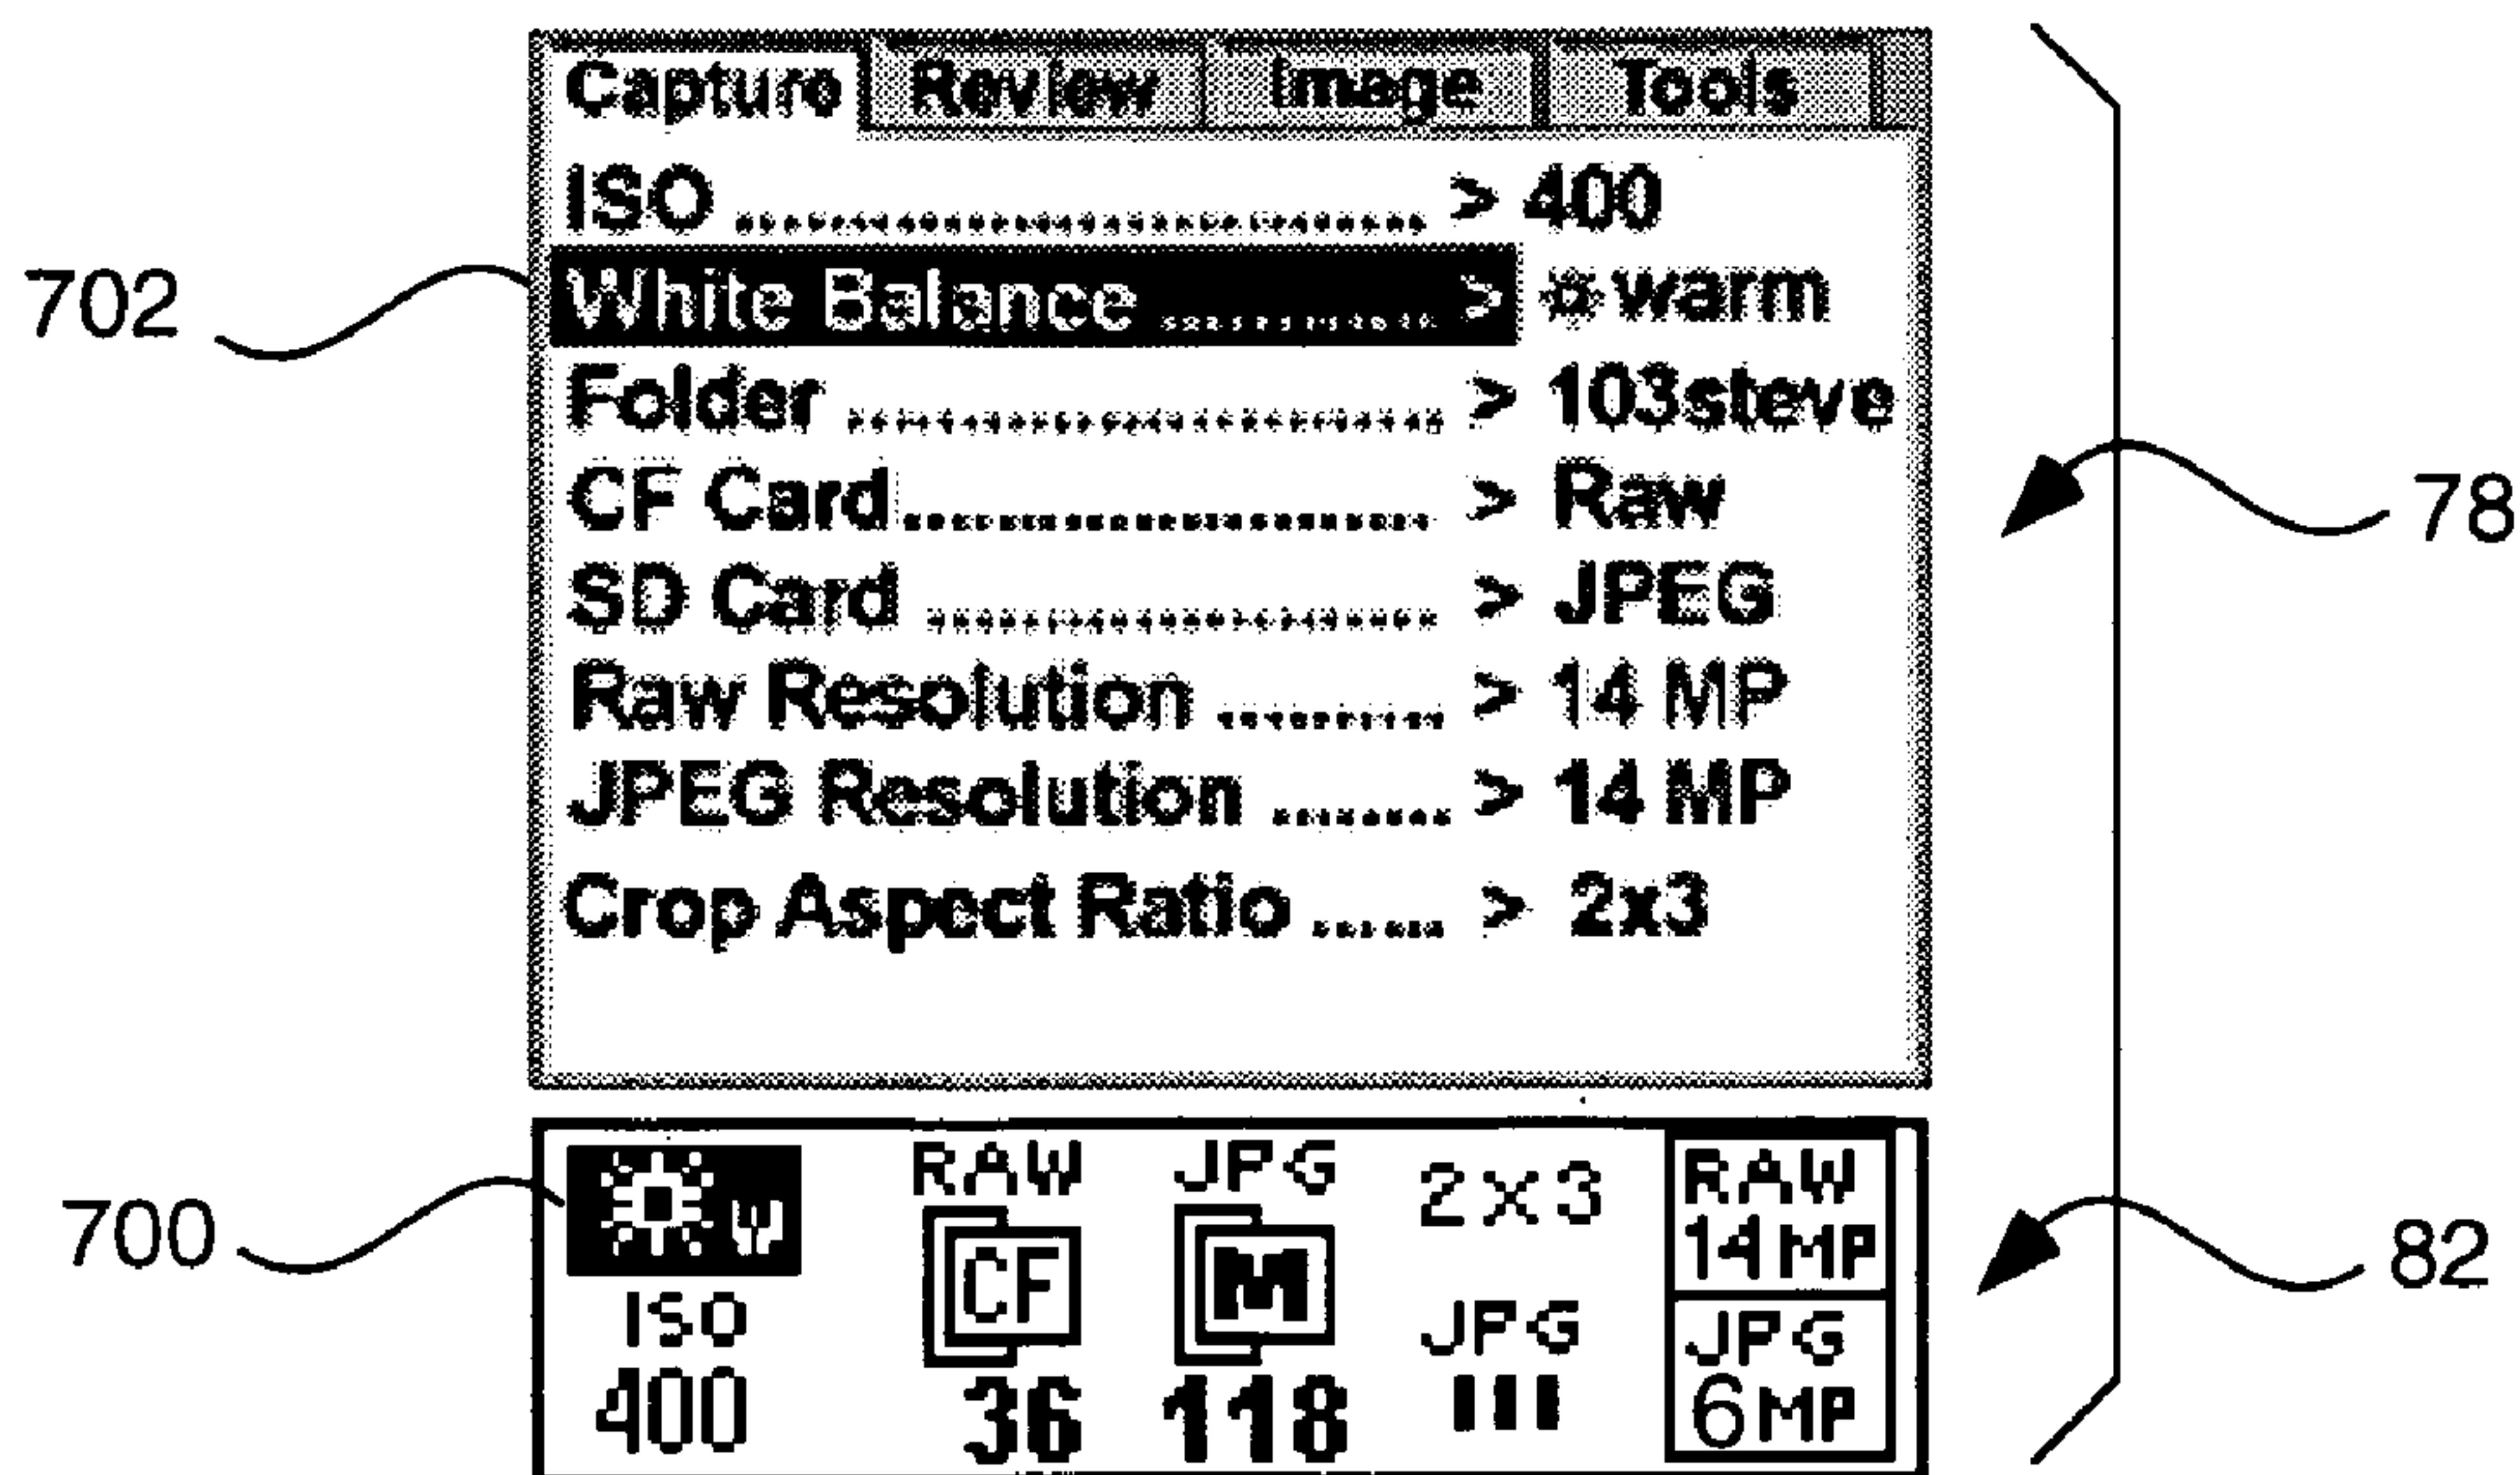 Capture Review Image Tools
ISO ........................ > 400
702
White Balance .......... > warm
Folder .................... > 103steve
CF Card .................. > Raw
78
SD Card .................. > JPEG
Raw Resolution ........ > 14 MP
JPEG Resolution ...... > 14 MP
Crop Aspect Ratio ..... > 2x3
700
RAW JPG 2X3 RAW
14MP
CF M
82
ISO JPG JPG
400 36 118 6MP